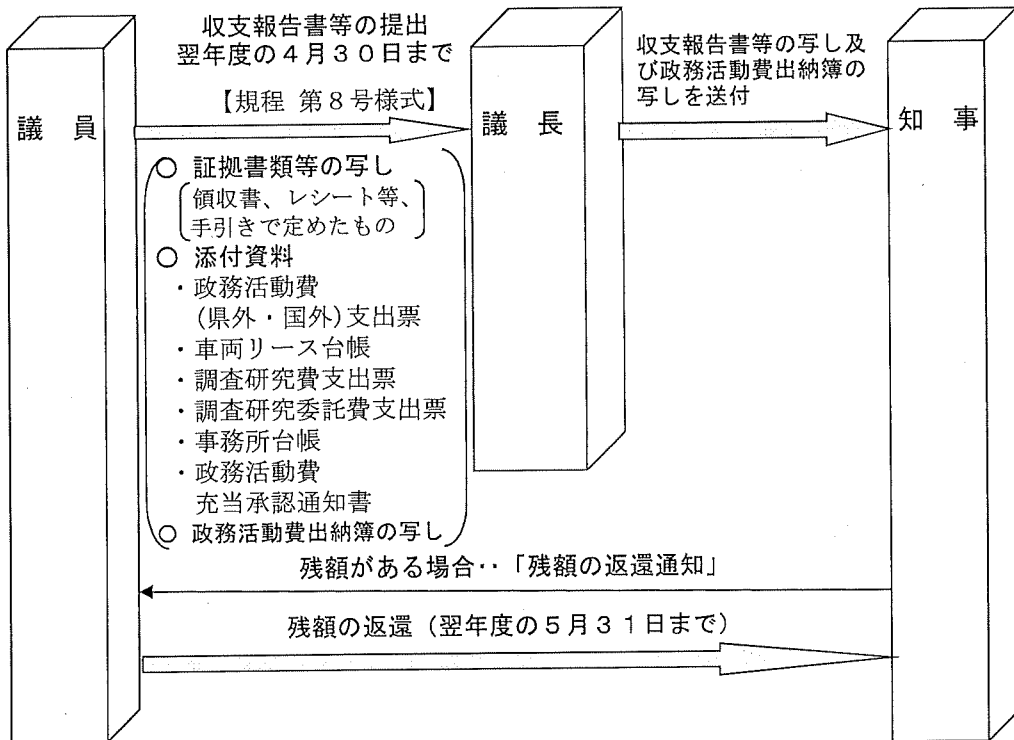 収支報告書等の提出
翌年度の４月３０日まで
【規程 第８号様式】
収支報告書等の写し及
び政務活動費出納簿の
写しを送付
議 員
議 長
知 事
○ 証拠書類等の写し
領収書、レシート等、
手引きで定めたもの
○ 添付資料
・政務活動費
(県外・国外)支出票
・車両リース台帳
・調査研究費支出票
・調査研究委託費支出票
・事務所台帳
・政務活動費
充当承認通知書
○ 政務活動費出納簿の写し
残額がある場合‥「残額の返還通知」
残額の返還（翌年度の５月３１日まで）